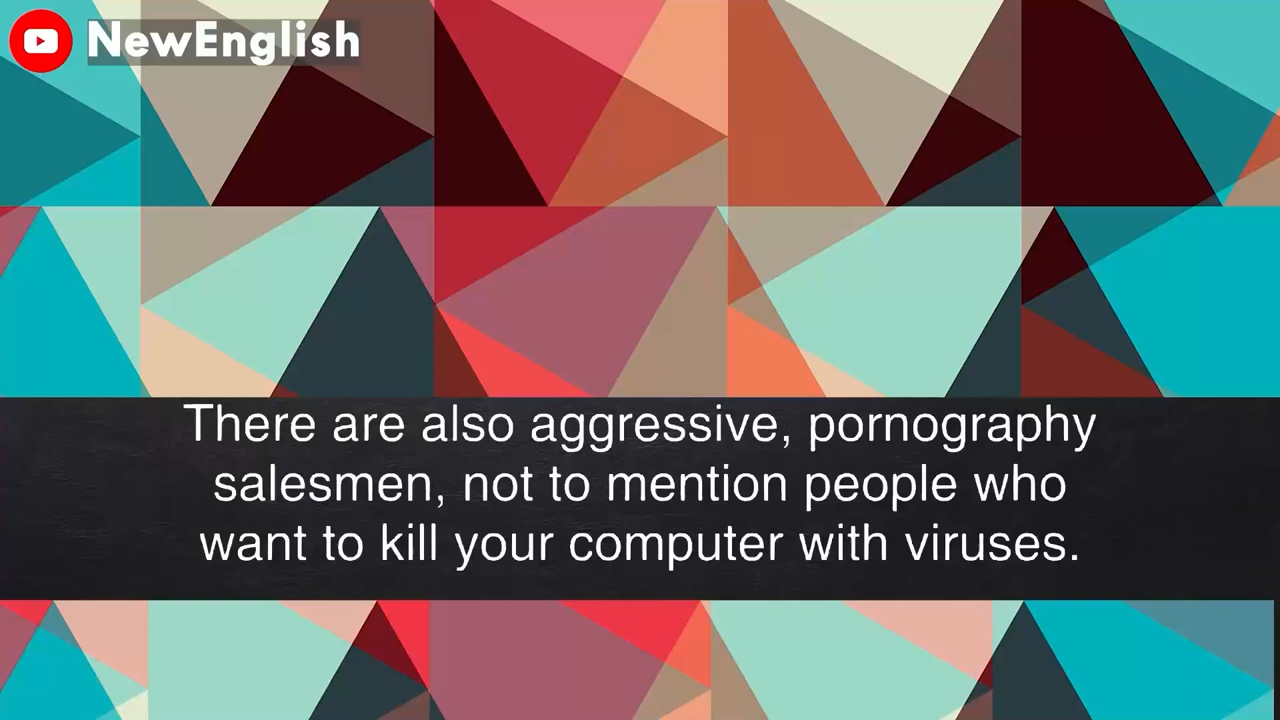 NewEnglish
There are also aggressive, pornography
salesmen, not to mention people who
want to kill your computer with viruses.